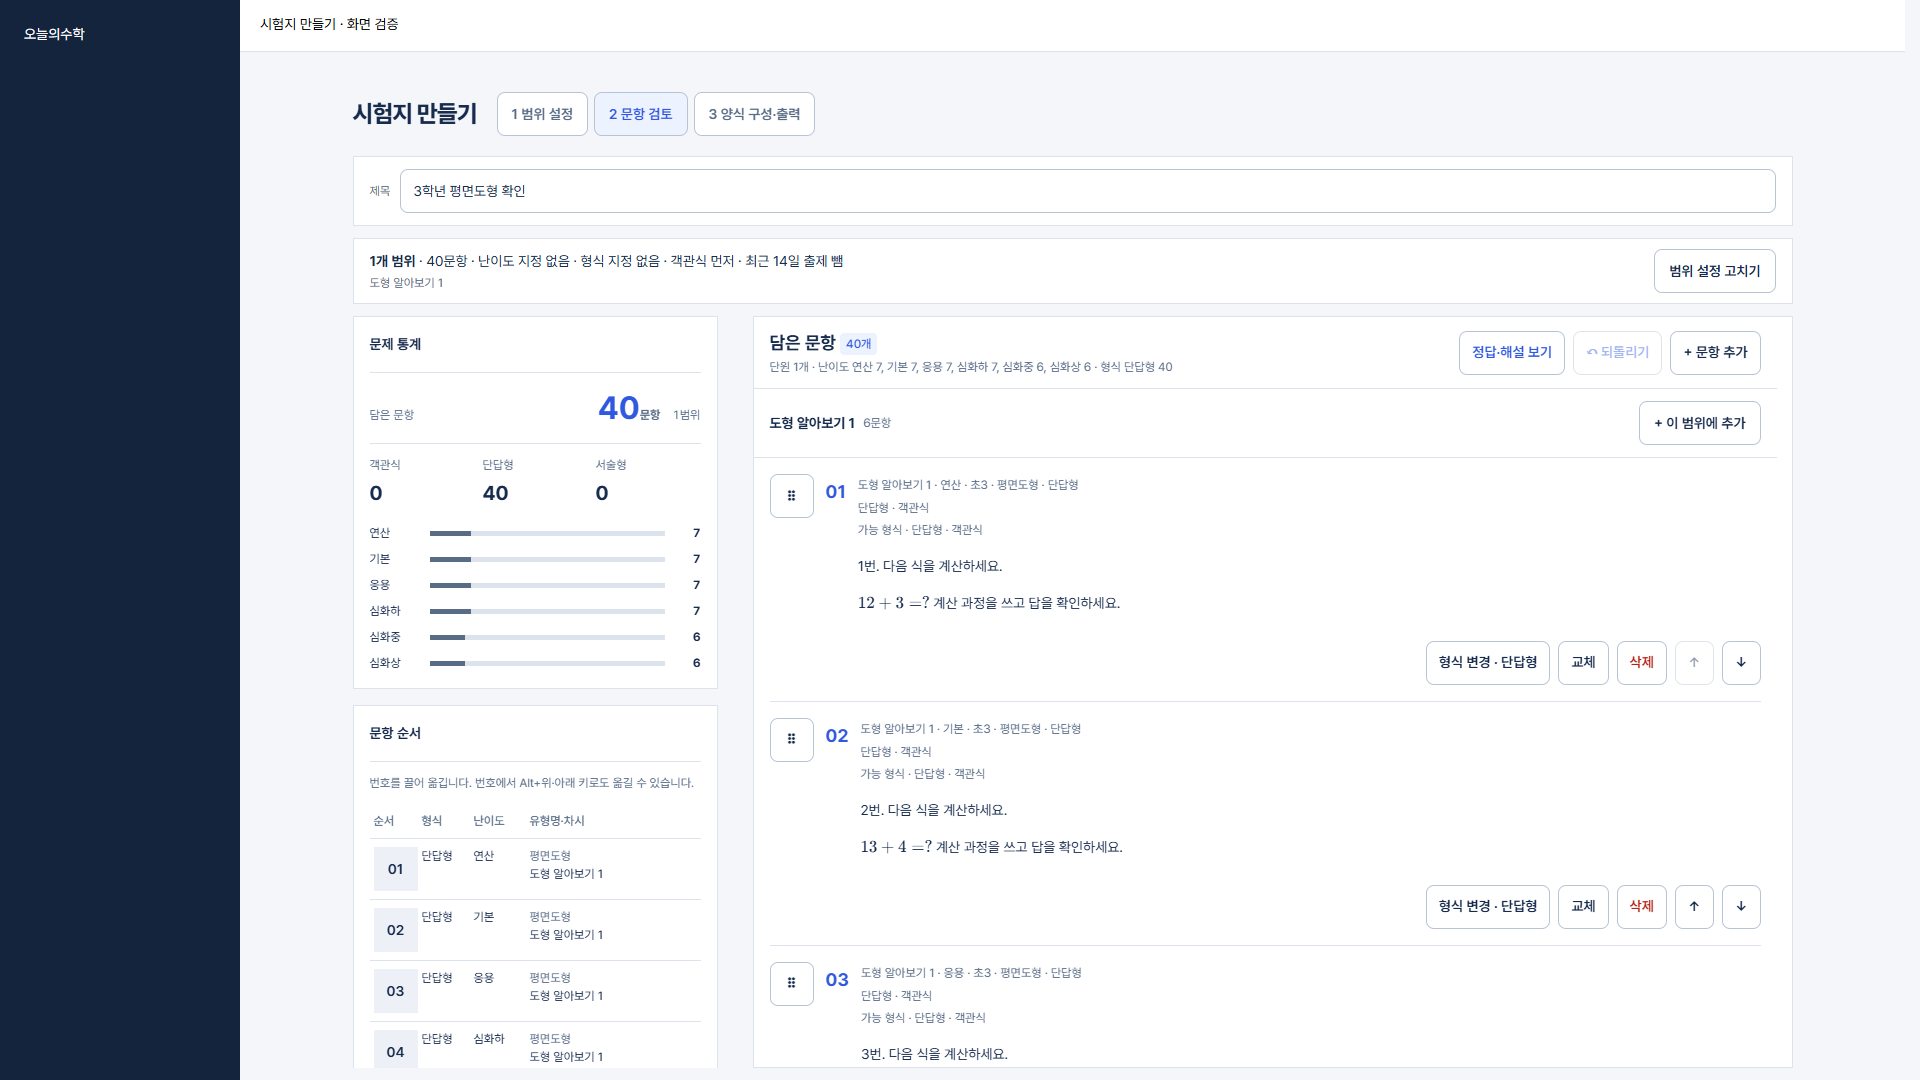 오늘의수학
시험지 만들기 · 화면 검증
시험지 만들기
1 범위 설정
2 문항 검토
3 양식 구성·출력
제목
3학년 평면도형 확인
1개 범위 · 40문항 · 난이도 지정 없음 · 형식 지정 없음 · 객관식 먼저 · 최근 14일 출제 뺌
도형 알아보기 1
범위 설정 고치기
문제 통계
담은 문항
40문항 1범위
객관식 단답형 서술형
0 40 0
연산 7
기본 7
응용 7
심화하 7
심화중 6
심화상 6
문항 순서
번호를 끌어 옮깁니다. 번호에서 Alt+위·아래 키로도 옮길 수 있습니다.
순서 형식 난이도 유형명·차시
01 단답형 연산 평면도형
도형 알아보기 1
02 단답형 기본 평면도형
도형 알아보기 1
03 단답형 응용 평면도형
도형 알아보기 1
04 단답형 심화하 평면도형
도형 알아보기 1
담은 문항 40개
단원 1개 · 난이도 연산 7, 기본 7, 응용 7, 심화하 7, 심화중 6, 심화상 6 · 형식 단답형 40
정답·해설 보기
↶ 되돌리기
+ 문항 추가
도형 알아보기 1 6문항
+ 이 범위에 추가
01
도형 알아보기 1 · 연산 · 초3 · 평면도형 · 단답형
단답형 · 객관식
가능 형식 · 단답형 · 객관식
1번. 다음 식을 계산하세요.
12 + 3 =? 계산 과정을 쓰고 답을 확인하세요.
형식 변경 · 단답형 교체 삭제 ↑ ↓
02
도형 알아보기 1 · 기본 · 초3 · 평면도형 · 단답형
단답형 · 객관식
가능 형식 · 단답형 · 객관식
2번. 다음 식을 계산하세요.
13 + 4 =? 계산 과정을 쓰고 답을 확인하세요.
형식 변경 · 단답형 교체 삭제 ↑ ↓
03
도형 알아보기 1 · 응용 · 초3 · 평면도형 · 단답형
단답형 · 객관식
가능 형식 · 단답형 · 객관식
3번. 다음 식을 계산하세요.